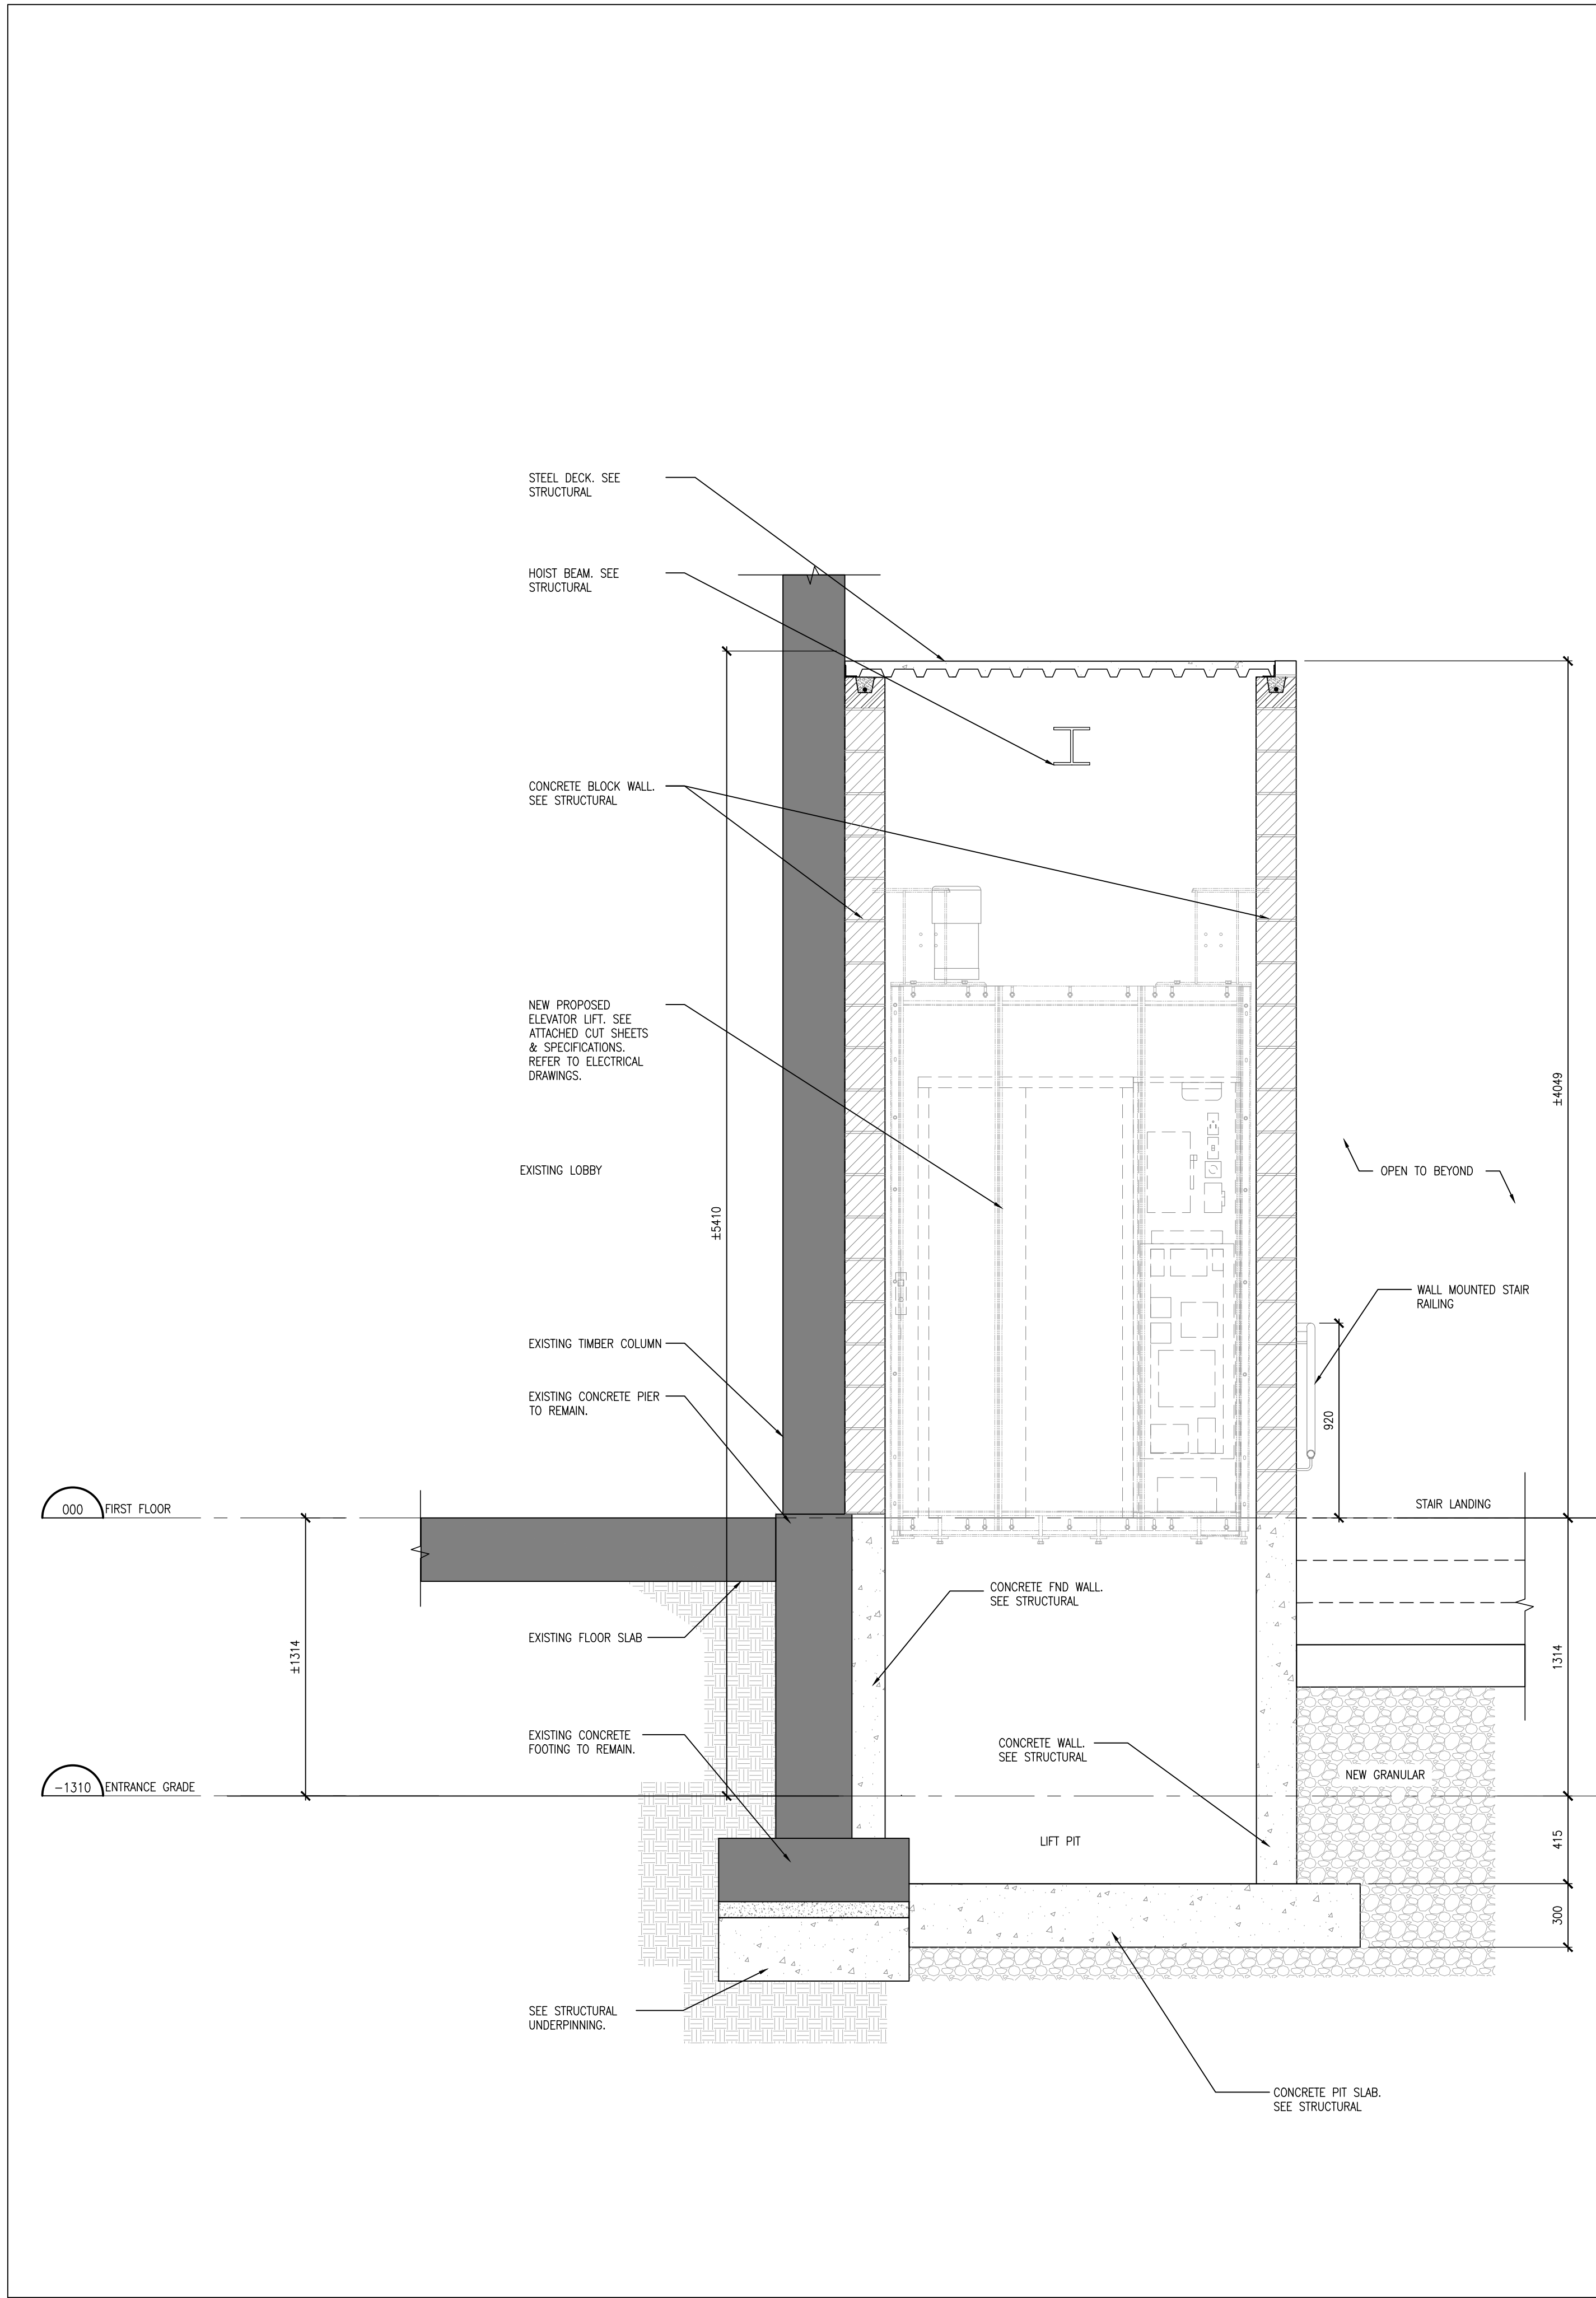 STEEL DECK. SEE
STRUCTURAL
HOIST BEAM. SEE
STRUCTURAL
CONCRETE BLOCK WALL.
SEE STRUCTURAL
NEW PROPOSED
ELEVATOR LIFT. SEE
ATTACHED CUT SHEETS
& SPECIFICATIONS.
REFER TO ELECTRICAL
DRAWINGS.
±4049
EXISTING LOBBY
OPEN TO BEYOND
±5410
WALL MOUNTED STAIR
RAILING
EXISTING TIMBER COLUMN
EXISTING CONCRETE PIER
TO REMAIN.
920
000 FIRST FLOOR
STAIR LANDING
CONCRETE FND WALL.
SEE STRUCTURAL
EXISTING FLOOR SLAB
±1314
1314
EXISTING CONCRETE
FOOTING TO REMAIN.
CONCRETE WALL.
SEE STRUCTURAL
NEW GRANULAR
-1310 ENTRANCE GRADE
LIFT PIT
415
300
SEE STRUCTURAL
UNDERPINNING.
CONCRETE PIT SLAB.
SEE STRUCTURAL